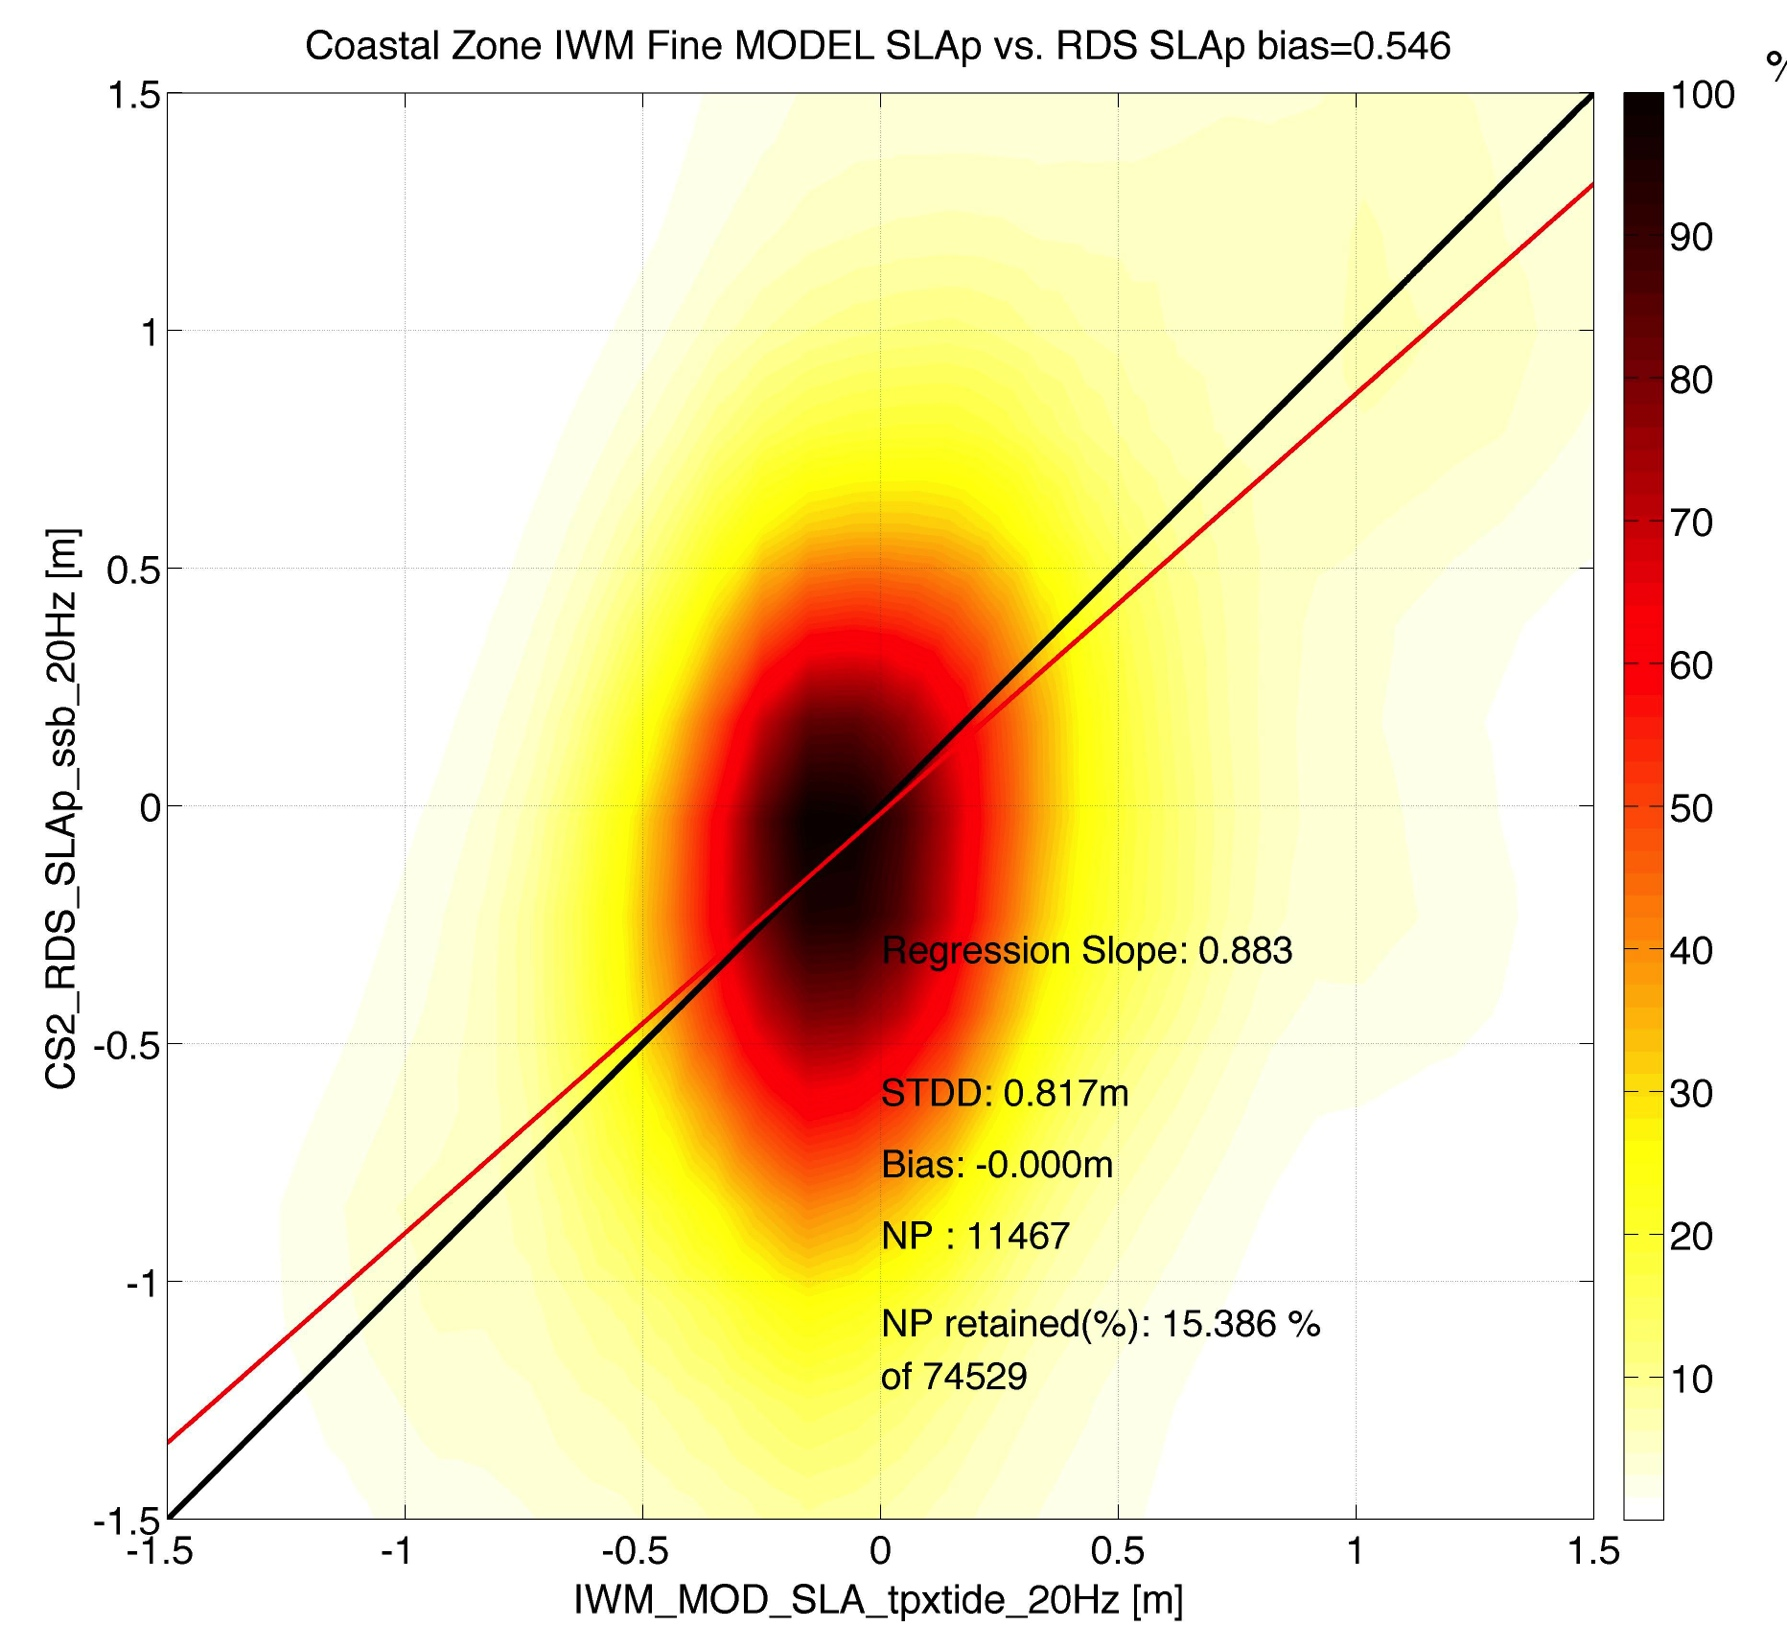 Coastal Zone IWM Fine MODEL SLAp vs. RDS SLAp bias=0.546
%
1.5
1
0.5
0
-0.5
-1
-1.5
CS2_RDS_SLAp_ssb_20Hz [m]
Regression Slope: 0.883
STDD: 0.817m
Bias: -0.000m
NP : 11467
NP retained(%): 15.386 %
of 74529
100
90
80
70
60
50
40
30
20
10
-1.5 -1 -0.5 0 0.5 1 1.5
IWM_MOD_SLA_tpxtide_20Hz [m]